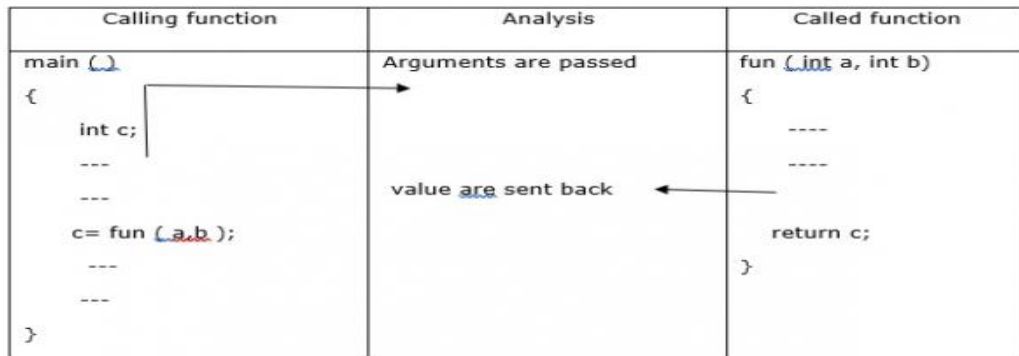 Calling function
Analysis
Called function
main ( )
{
int c;
---
---
c= fun ( a,b );
---
---
}
Arguments are passed
value are sent back
fun ( int a, int b)
{
----
----
return c;
}